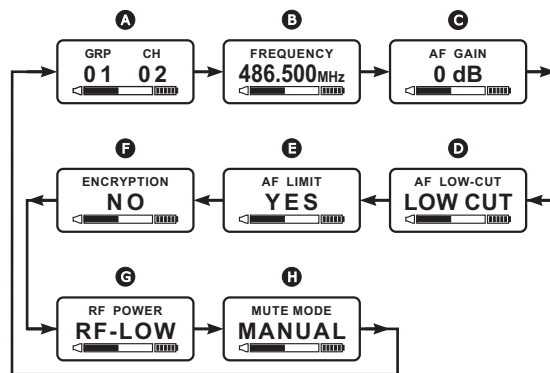 A
GRP CH
01 02
B
FREQUENCY
486.500MHz
C
AF GAIN
0 dB
F
ENCRYPTION
NO
E
AF LIMIT
YES
D
AF LOW-CUT
LOW CUT
G
RF POWER
RF-LOW
H
MUTE MODE
MANUAL